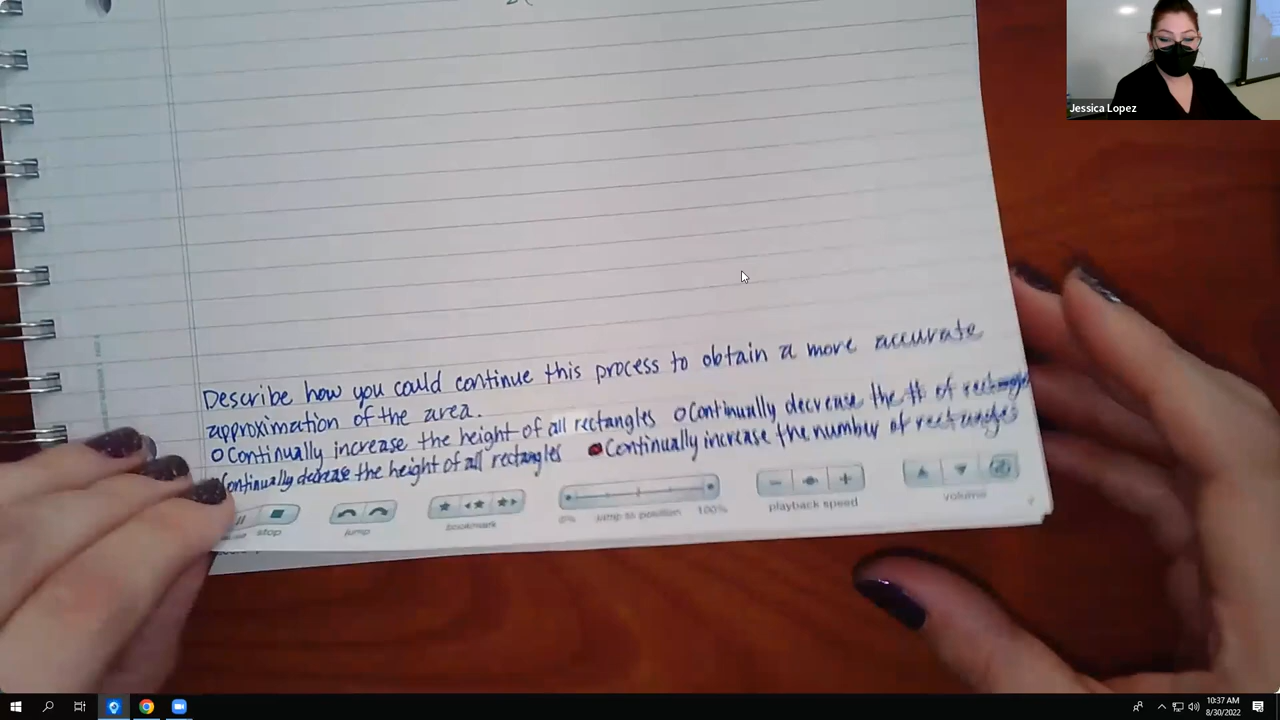 Jessica Lopez
Describe how you could continue this process to obtain a more accurate
approximation of the area.
O Continually increase the height of all rectangles O Continually decrease the # of rectangles
Continually decrease the height of all rectangles ● Continually increase the number of rectangles
stop jump bookmark 0% jump to position 100% playback speed volume
10:37 AM
8/30/2022